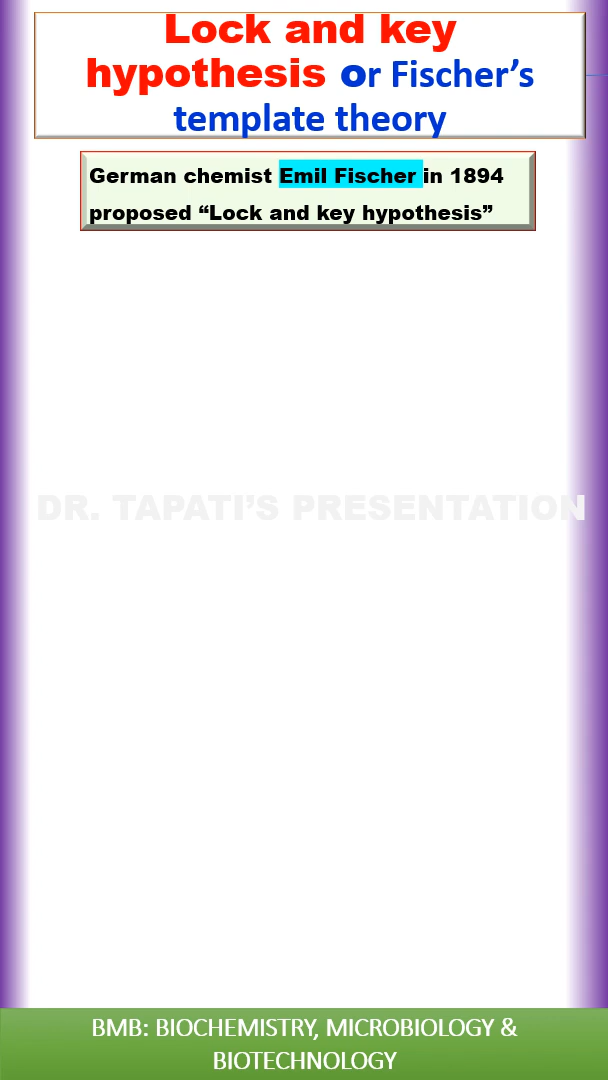 Lock and key
hypothesis or Fischer’s
template theory
German chemist Emil Fischer in 1894
proposed “Lock and key hypothesis”
DR. TAPATI’S PRESENTATION
BMB: BIOCHEMISTRY, MICROBIOLOGY &
BIOTECHNOLOGY